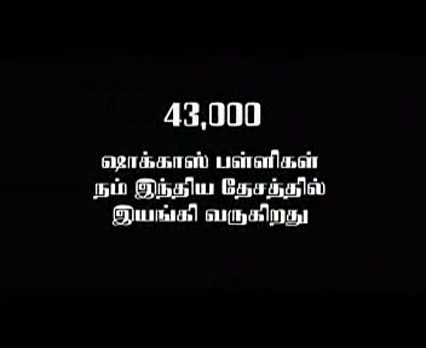 43,000
ஷாக்காஸ் பள்ளிகள்
நம் இந்திய தேசத்தில்
இயங்கி வருகிறது